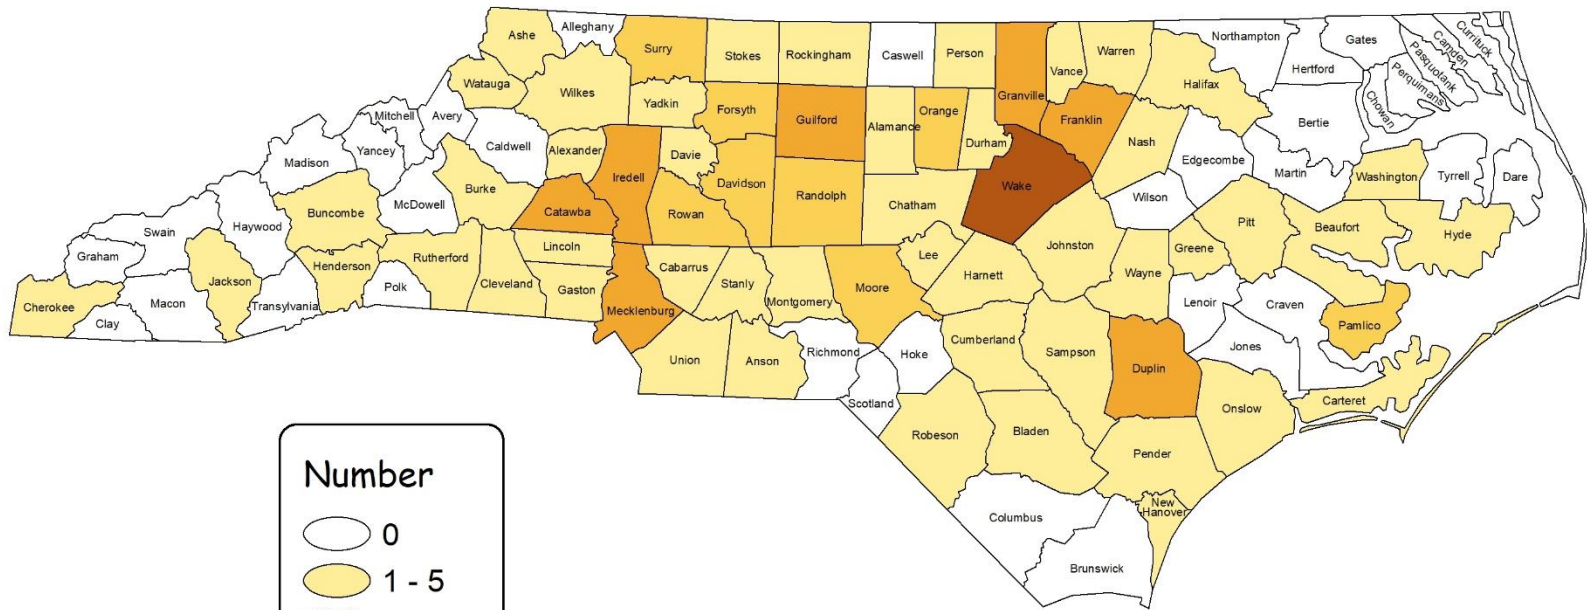 Ashe
Alleghany
Surry
Stokes
Rockingham
Caswell
Person
Granville
Vance
Warren
Northampton
Gates
Hertford
Currituck
Camden
Pasquotank
Perquimans
Chowan
Halifax
Bertie
Watauga
Wilkes
Yadkin
Forsyth
Guilford
Alamance
Orange
Durham
Franklin
Nash
Edgecombe
Martin
Washington
Tyrrell
Dare
Mitchell
Avery
Yancey
Madison
Caldwell
Alexander
Iredell
Davie
Davidson
Randolph
Chatham
Wake
Wilson
Pitt
Beaufort
Hyde
Swain
Haywood
Buncombe
McDowell
Burke
Catawba
Rowan
Lincoln
Graham
Cherokee
Clay
Macon
Jackson
Transylvania
Henderson
Polk
Rutherford
Cleveland
Gaston
Mecklenburg
Cabarrus
Stanly
Montgomery
Moore
Lee
Harnett
Johnston
Wayne
Greene
Lenoir
Craven
Pamlico
Jones
Union
Anson
Richmond
Hoke
Scotland
Cumberland
Sampson
Duplin
Onslow
Carteret
Robeson
Bladen
Pender
New
Hanover
Columbus
Brunswick
Number
0
1 - 5